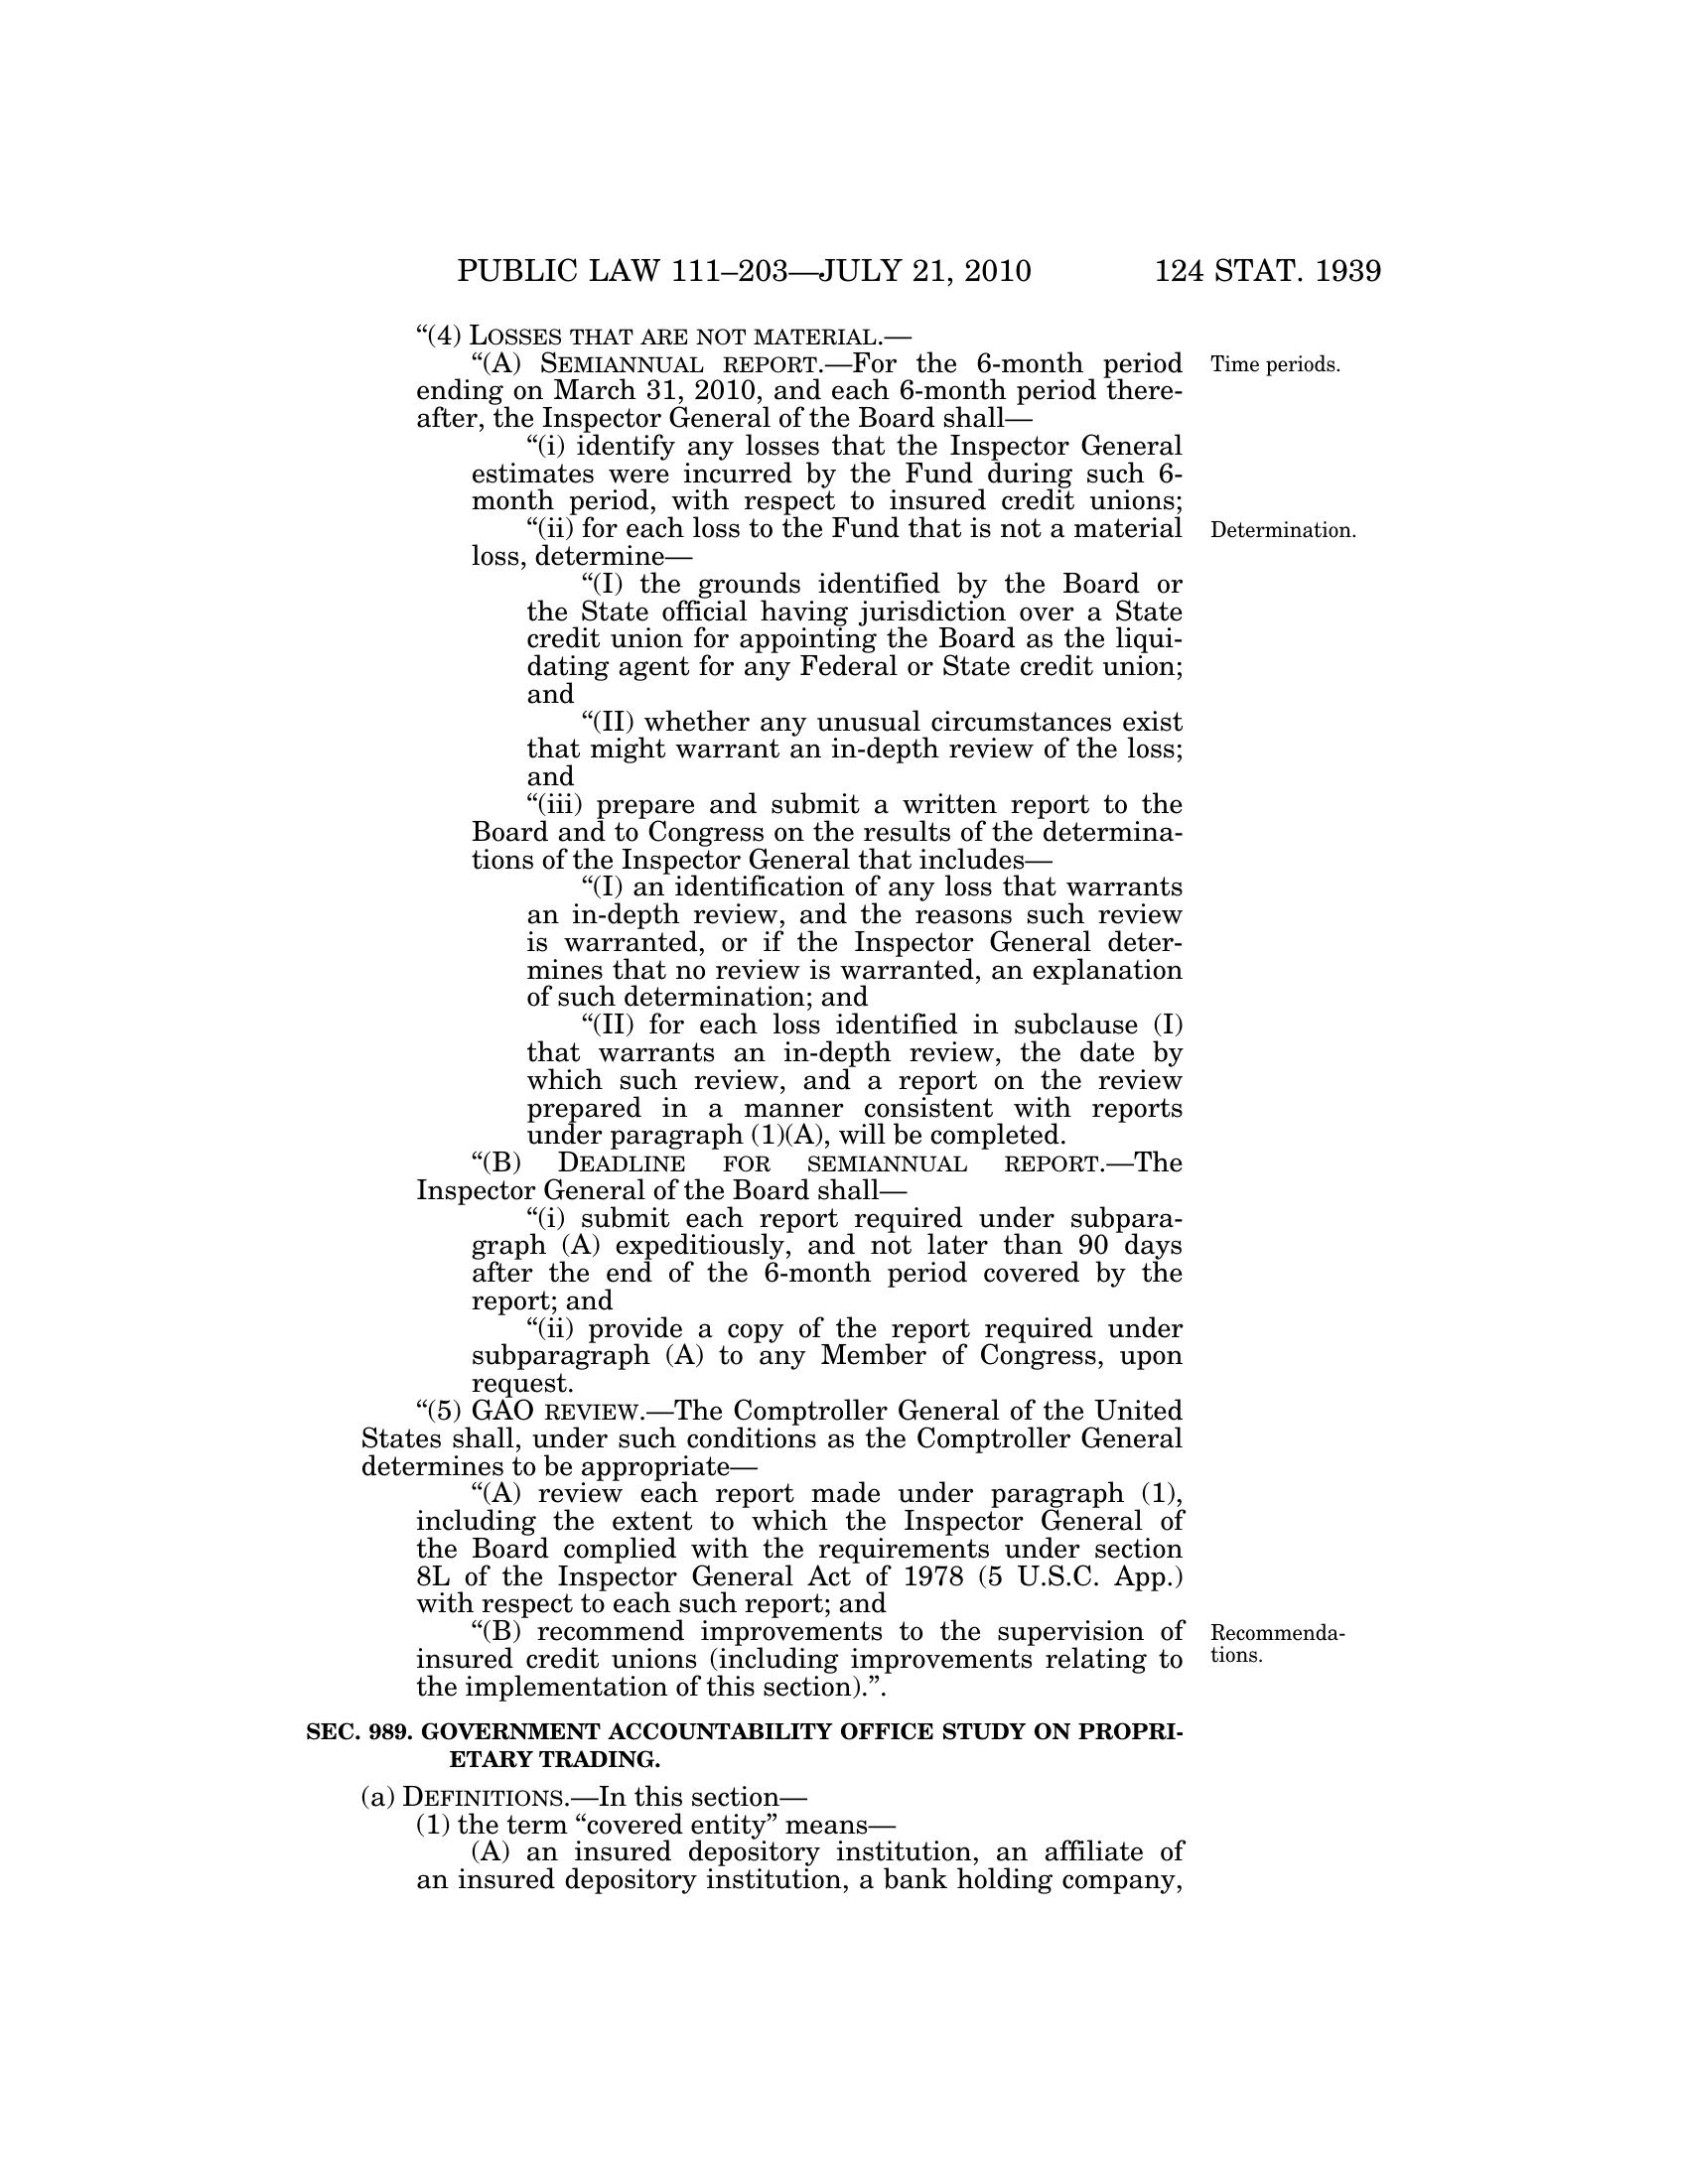 PUBLIC LAW 111–203—JULY 21, 2010 124 STAT. 1939
“(4) LOSSES THAT ARE NOT MATERIAL.—
“(A) SEMIANNUAL REPORT.—For the 6-month period
ending on March 31, 2010, and each 6-month period there-
after, the Inspector General of the Board shall—
“(i) identify any losses that the Inspector General
estimates were incurred by the Fund during such 6-
month period, with respect to insured credit unions;
“(ii) for each loss to the Fund that is not a material
loss, determine—
“(I) the grounds identified by the Board or
the State official having jurisdiction over a State
credit union for appointing the Board as the liqui-
dating agent for any Federal or State credit union;
and
“(II) whether any unusual circumstances exist
that might warrant an in-depth review of the loss;
and
“(iii) prepare and submit a written report to the
Board and to Congress on the results of the determina-
tions of the Inspector General that includes—
“(I) an identification of any loss that warrants
an in-depth review, and the reasons such review
is warranted, or if the Inspector General deter-
mines that no review is warranted, an explanation
of such determination; and
“(II) for each loss identified in subclause (I)
that warrants an in-depth review, the date by
which such review, and a report on the review
prepared in a manner consistent with reports
under paragraph (1)(A), will be completed.
“(B) DEADLINE FOR SEMIANNUAL REPORT.—The
Inspector General of the Board shall—
“(i) submit each report required under subpara-
graph (A) expeditiously, and not later than 90 days
after the end of the 6-month period covered by the
report; and
“(ii) provide a copy of the report required under
subparagraph (A) to any Member of Congress, upon
request.
“(5) GAO REVIEW.—The Comptroller General of the United
States shall, under such conditions as the Comptroller General
determines to be appropriate—
“(A) review each report made under paragraph (1),
including the extent to which the Inspector General of
the Board complied with the requirements under section
8L of the Inspector General Act of 1978 (5 U.S.C. App.)
with respect to each such report; and
“(B) recommend improvements to the supervision of
insured credit unions (including improvements relating to
the implementation of this section).”.
SEC. 989. GOVERNMENT ACCOUNTABILITY OFFICE STUDY ON PROPRI-
ETARY TRADING.
(a) DEFINITIONS.—In this section—
(1) the term “covered entity” means—
(A) an insured depository institution, an affiliate of
an insured depository institution, a bank holding company,
Time periods.
Determination.
Recommenda-
tions.